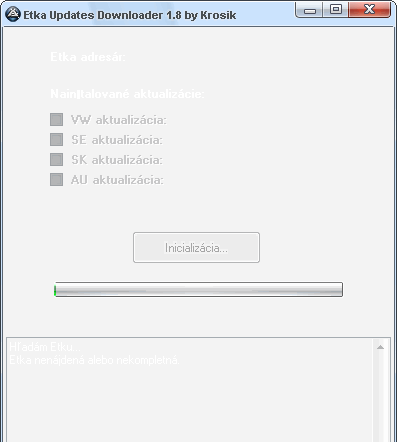 Etka Updates Downloader 1.8 by Krosik
Etka adresár:
Nainštalované aktualizácie:
VW aktualizácia:
SE aktualizácia:
SK aktualizácia:
AU aktualizácia:
Inicializácia...
Hľadám Etku...
Etka nenájdená alebo nekompletná